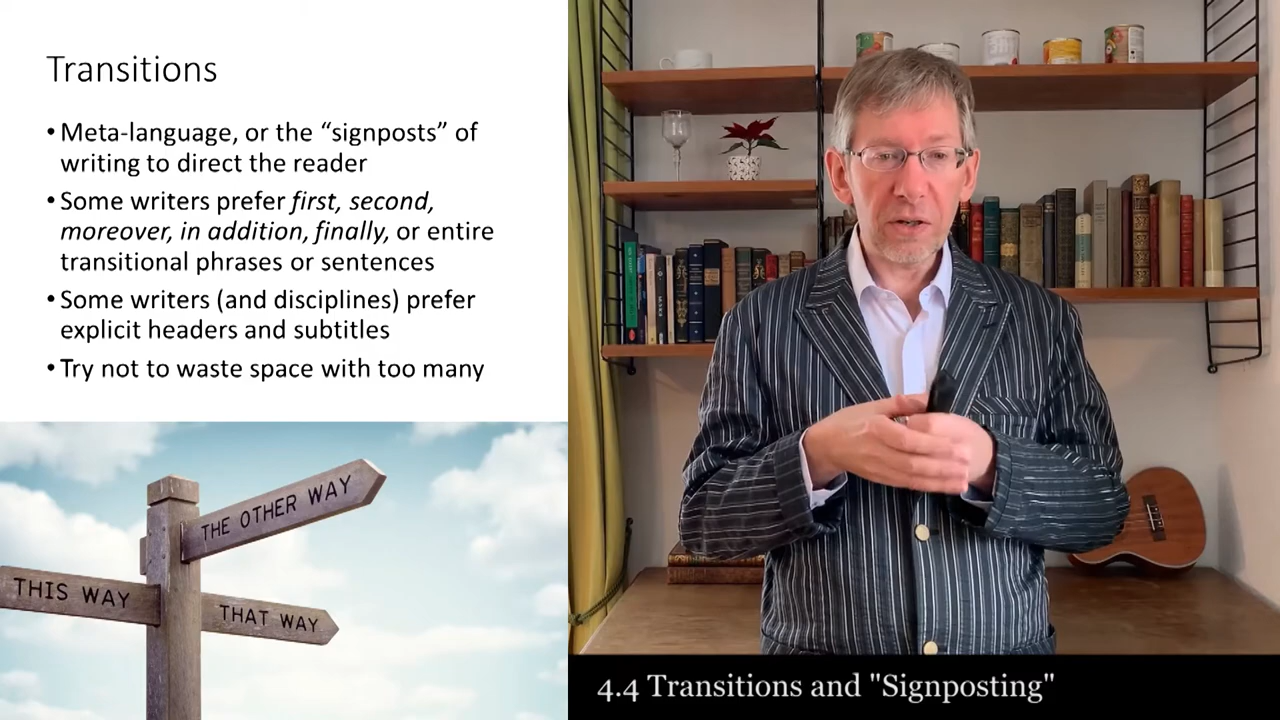 Transitions
• Meta-language, or the “signposts” of
writing to direct the reader
• Some writers prefer first, second,
moreover, in addition, finally, or entire
transitional phrases or sentences
• Some writers (and disciplines) prefer
explicit headers and subtitles
• Try not to waste space with too many
THE OTHER WAY
THIS WAY
THAT WAY
4.4 Transitions and "Signposting"